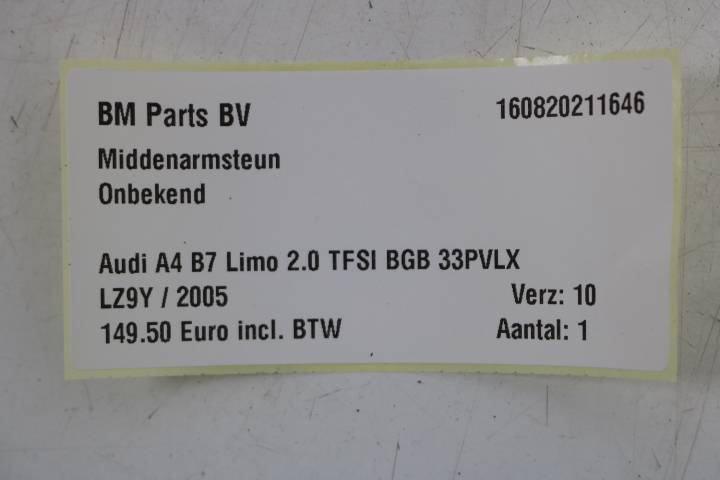 BM Parts BV 160820211646
Middenarmsteun
Onbekend
Audi A4 B7 Limo 2.0 TFSI BGB 33PVLX
LZ9Y / 2005 Verz: 10
149.50 Euro incl. BTW Aantal: 1